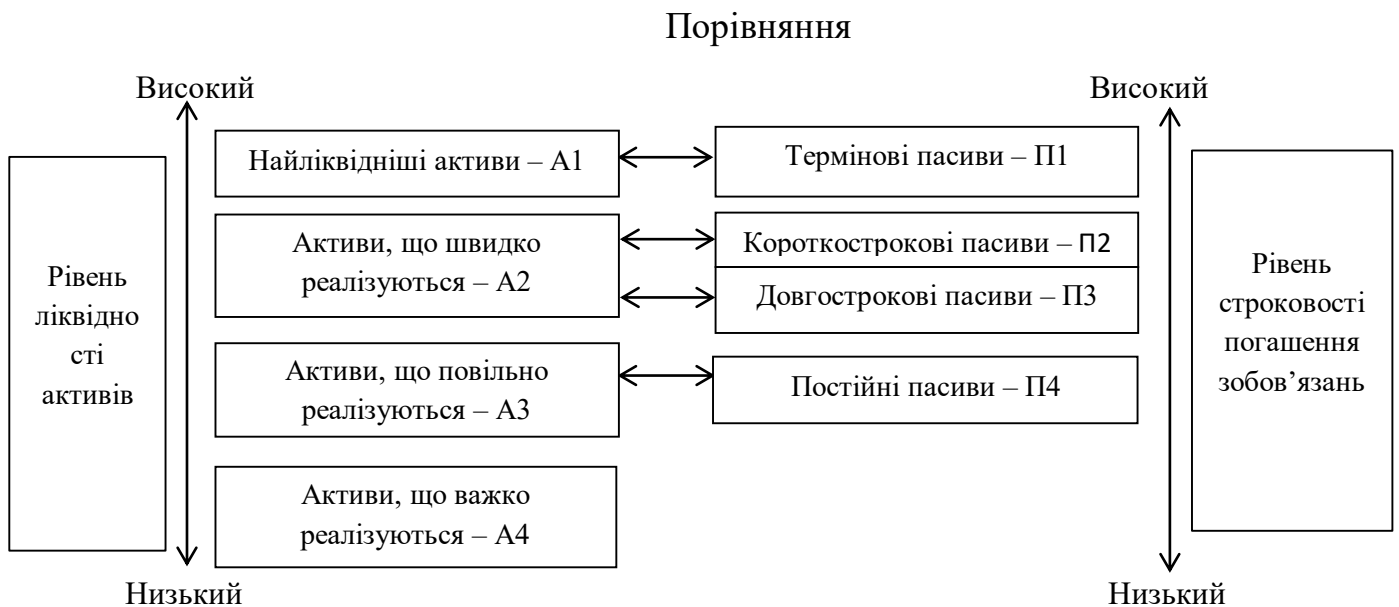 Порівняння
Високий
Високий
Найліквідніші активи – А1
Термінові пасиви – П1
Активи, що швидко
реалізуються – А2
Короткострокові пасиви – П2
Довгострокові пасиви – П3
Рівень
ліквідно
сті
активів
Рівень
строковості
погашення
зобов’язань
Активи, що повільно
реалізуються – А3
Постійні пасиви – П4
Активи, що важко
реалізуються – А4
Низький
Низький